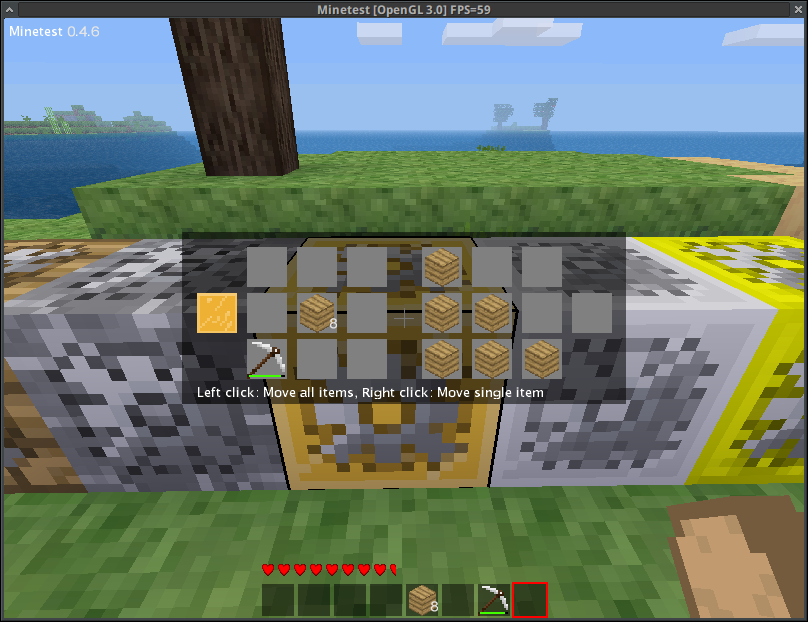 Minetest [OpenGL 3.0] FPS=59
Minetest 0.4.6
8
Left click: Move all items, Right click: Move single item
8